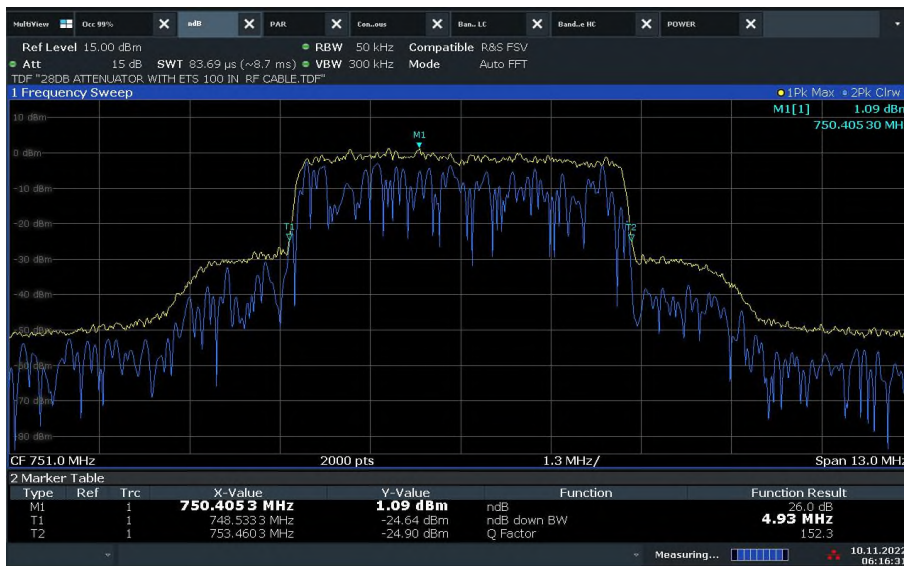 MultiView Occ 99% ndB PAR Con..ous Ban.. LC Band..e HC POWER
Ref Level 15.00 dBm RBW 50 kHz Compatible R&S FSV
Att 15 dB SWT 83.69 µs (~8.7 ms) VBW 300 kHz Mode Auto FFT
TDF "28DB ATTENUATOR WITH ETS 100 IN RF CABLE.TDF"
1 Frequency Sweep 1Pk Max 2Pk Clrw
M1[1] 1.09 dBm
750.40530 MH
10 dBm
M1
0 dBm
-10 dBm
-20 dBm
T1 T2
-30 dBm
-40 dBm
-50 dBm
-60 dBm
-70 dBm
-80 dBm
CF 751.0 MHz 2000 pts 1.3 MHz/ Span 13.0 MHz
2 Marker Table
Type Ref Trc X-Value Y-Value Function Function Result
M1 1 750.405 3 MHz 1.09 dBm ndB 26.0 dB
T1 1 748.533 3 MHz -24.64 dBm ndB down BW 4.93 MHz
T2 1 753.460 3 MHz -24.90 dBm Q Factor 152.3
Measuring... 10.11.2022
06:16:31